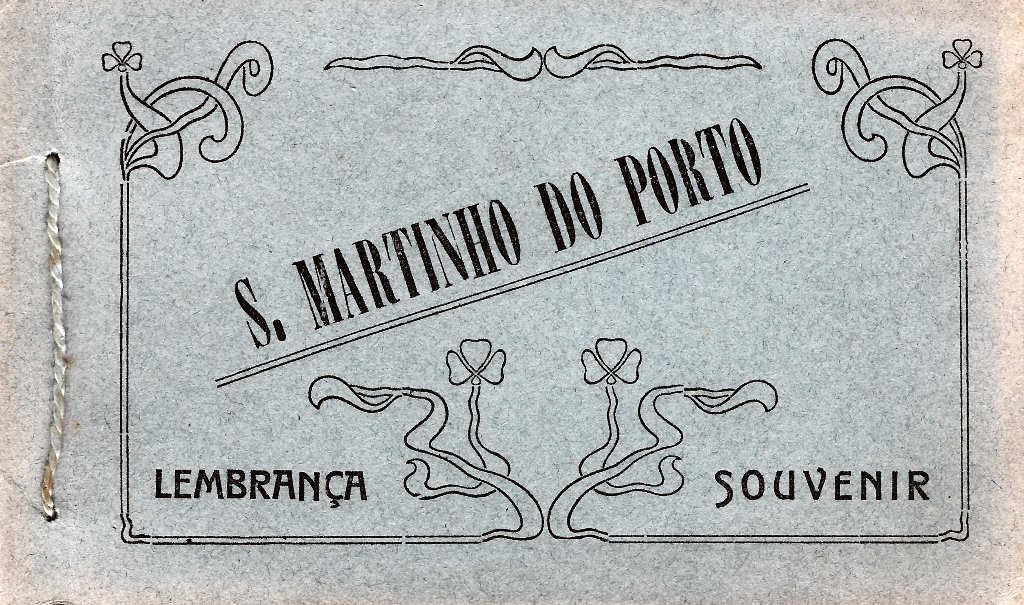 S. MARTINHO DO PORTO
LEMBRANÇA
SOUVENIR